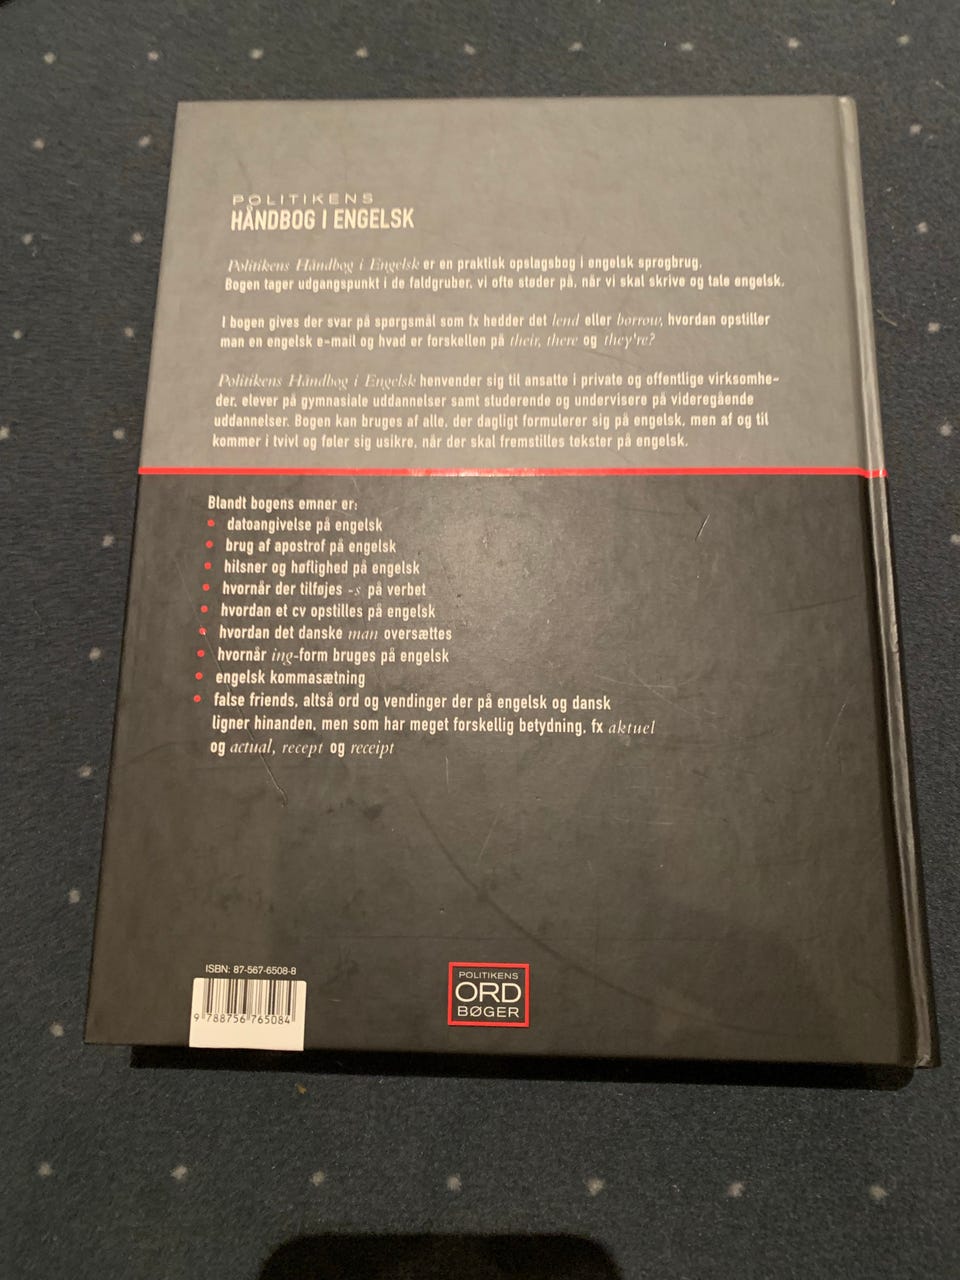 POLITIKENS
HÅNDBOG I ENGELSK
Politikens Håndbog i Engelsk er en praktisk opslagsbog i engelsk sprogbrug.
Bogen tager udgangspunkt i de faldgruber, vi ofte støder på, når vi skal skrive og tale engelsk.
I bogen gives der svar på spørgsmål som fx hedder det lend eller borrow, hvordan opstiller
man en engelsk e-mail og hvad er forskellen på their, there og they're?
Politikens Håndbog i Engelsk henvender sig til ansatte i private og offentlige virksomhe-
der, elever på gymnasiale uddannelser samt studerende og undervisere på videregående
uddannelser. Bogen kan bruges af alle, der dagligt formulerer sig på engelsk, men af og til
kommer i tvivl og føler sig usikre, når der skal fremstilles tekster på engelsk.
Blandt bogens emner er:
• datoangivelse på engelsk
• brug af apostrof på engelsk
• hilsner og høflighed på engelsk
• hvornår der tilføjes -s på verbet
• hvordan et cv opstilles på engelsk
• hvordan det danske man oversættes
• hvornår ing-form bruges på engelsk
• engelsk kommasætning
• false friends, altså ord og vendinger der på engelsk og dansk
ligner hinanden, men som har meget forskellig betydning, fx aktuel
og actual, recept og receipt
ISBN: 87-567-6508-8
9 788756 765084
POLITIKENS
ORD
BØGER